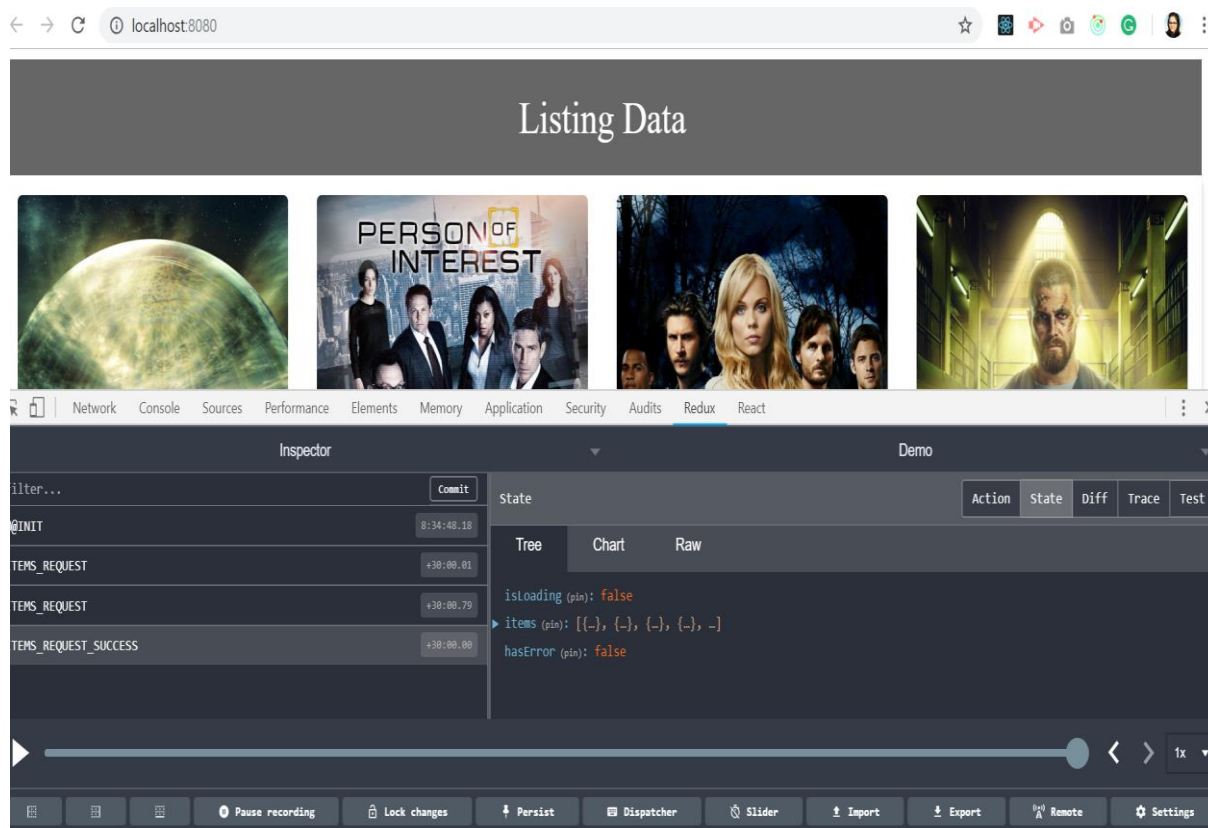 localhost:8080
Listing Data
PERSON OF
INTEREST
Network Console Sources Performance Elements Memory Application Security Audits Redux React
Inspector Demo
ilter... Commit
State Action State Diff Trace Test
@INIT 8:34:48.18
Tree Chart Raw
TEMS_REQUEST +30:00.01
isLoading (pin): false
TEMS_REQUEST +30:00.79
items (pin): [{…}, {…}, {…}, {…}, …]
TEMS_REQUEST_SUCCESS +30:00.00
hasError (pin): false
1x
Pause recording Lock changes Persist Dispatcher Slider Import Export Remote Settings